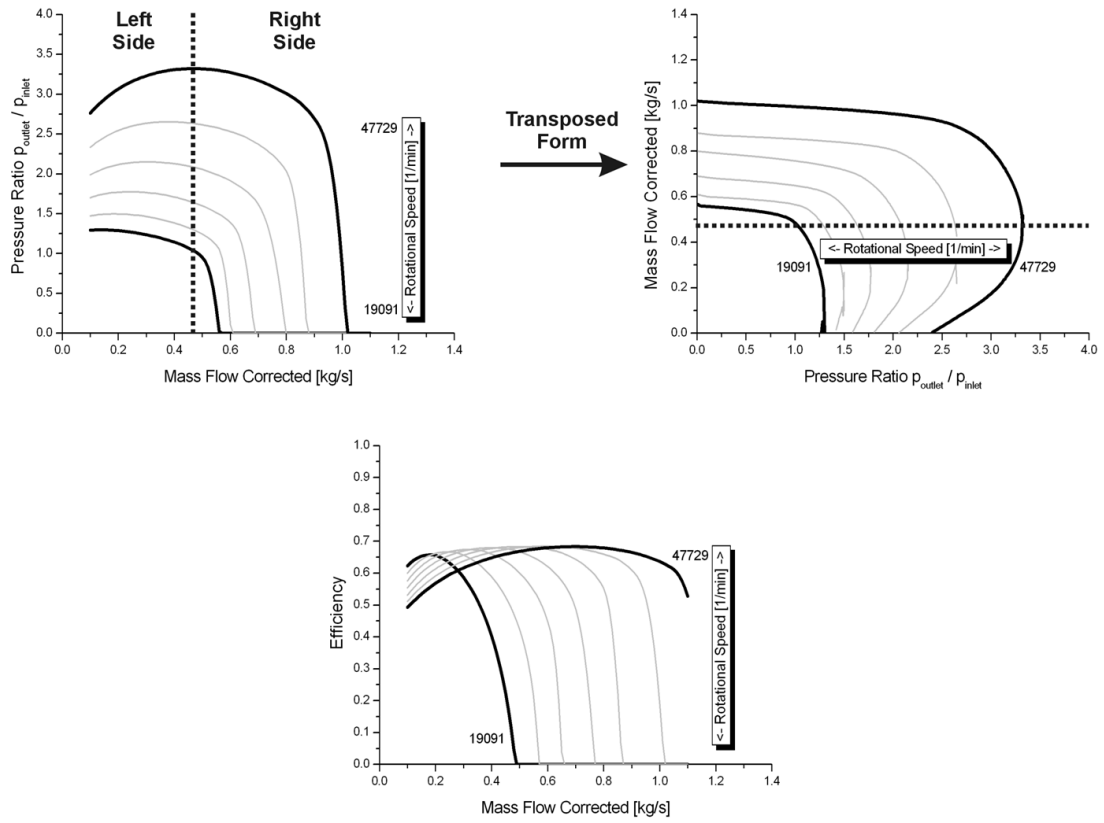 Left
Side
Right
Side
Pressure Ratio p_outlet / p_inlet
4.0
3.5
3.0
2.5
2.0
1.5
1.0
0.5
0.0
47729
19091
<- Rotational Speed [1/min] ->
0.0 0.2 0.4 0.6 0.8 1.0 1.2 1.4
Mass Flow Corrected [kg/s]
Transposed
Form
Mass Flow Corrected [kg/s]
1.4
1.2
1.0
0.8
0.6
0.4
0.2
0.0
<- Rotational Speed [1/min] ->
19091
47729
0.0 0.5 1.0 1.5 2.0 2.5 3.0 3.5 4.0
Pressure Ratio p_outlet / p_inlet
Efficiency
1.0
0.9
0.8
0.7
0.6
0.5
0.4
0.3
0.2
0.1
0.0
47729
19091
<- Rotational Speed [1/min] ->
0.0 0.2 0.4 0.6 0.8 1.0 1.2 1.4
Mass Flow Corrected [kg/s]